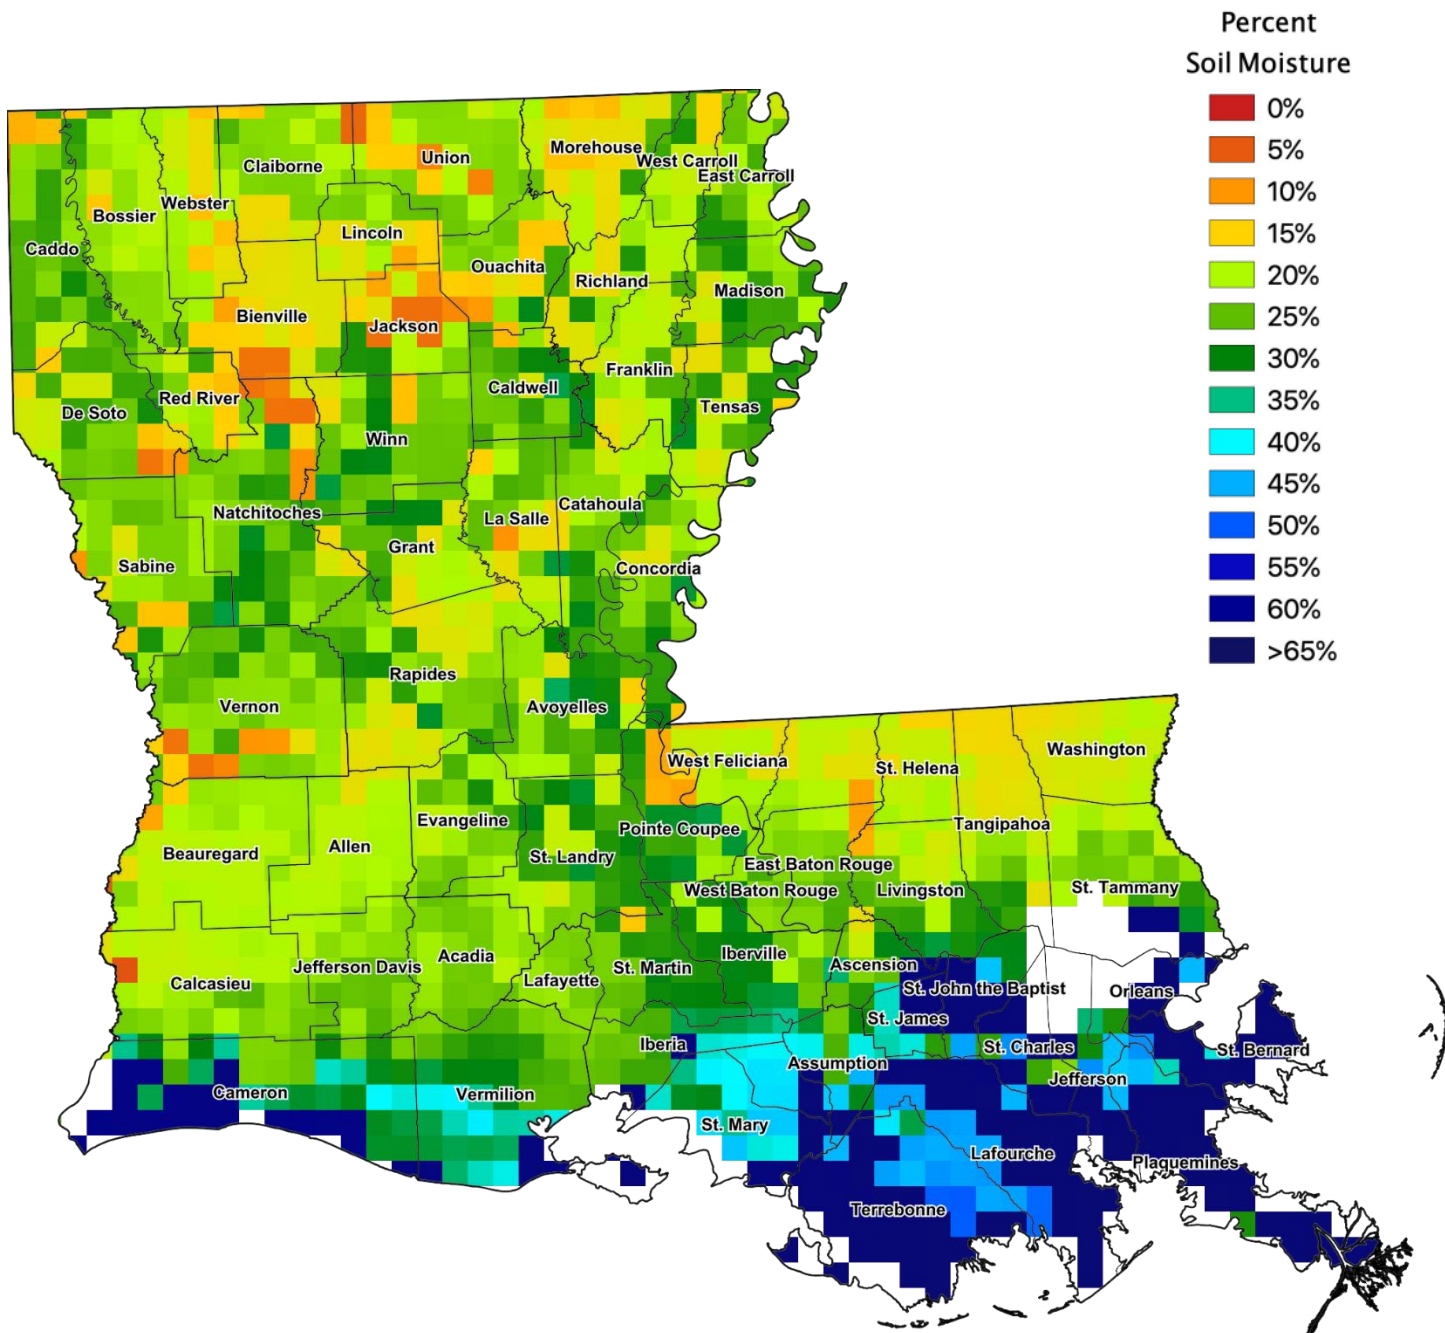 Percent
Soil Moisture
0%
5%
10%
15%
20%
25%
30%
35%
40%
45%
50%
55%
60%
>65%
Claiborne
Union
Morehouse
West Carroll
East Carroll
Bossier
Webster
Caddo
Lincoln
Ouachita
Richland
Madison
Bienville
Jackson
Franklin
Caldwell
Red River
De Soto
Tensas
Winn
Natchitoches
La Salle
Catahoula
Grant
Sabine
Concordia
Rapides
Vernon
Avoyelles
West Feliciana
St. Helena
Washington
Evangeline
Pointe Coupee
Tangipahoa
Beauregard
Allen
St. Landry
East Baton Rouge
West Baton Rouge
Livingston
St. Tammany
Acadia
Iberville
Jefferson Davis
St. Martin
Ascension
Calcasieu
Lafayette
St. John the Baptist
Orleans
St. James
Iberia
St. Charles
St. Bernard
Assumption
Jefferson
Cameron
Vermilion
St. Mary
Lafourche
Plaquemines
Terrebonne